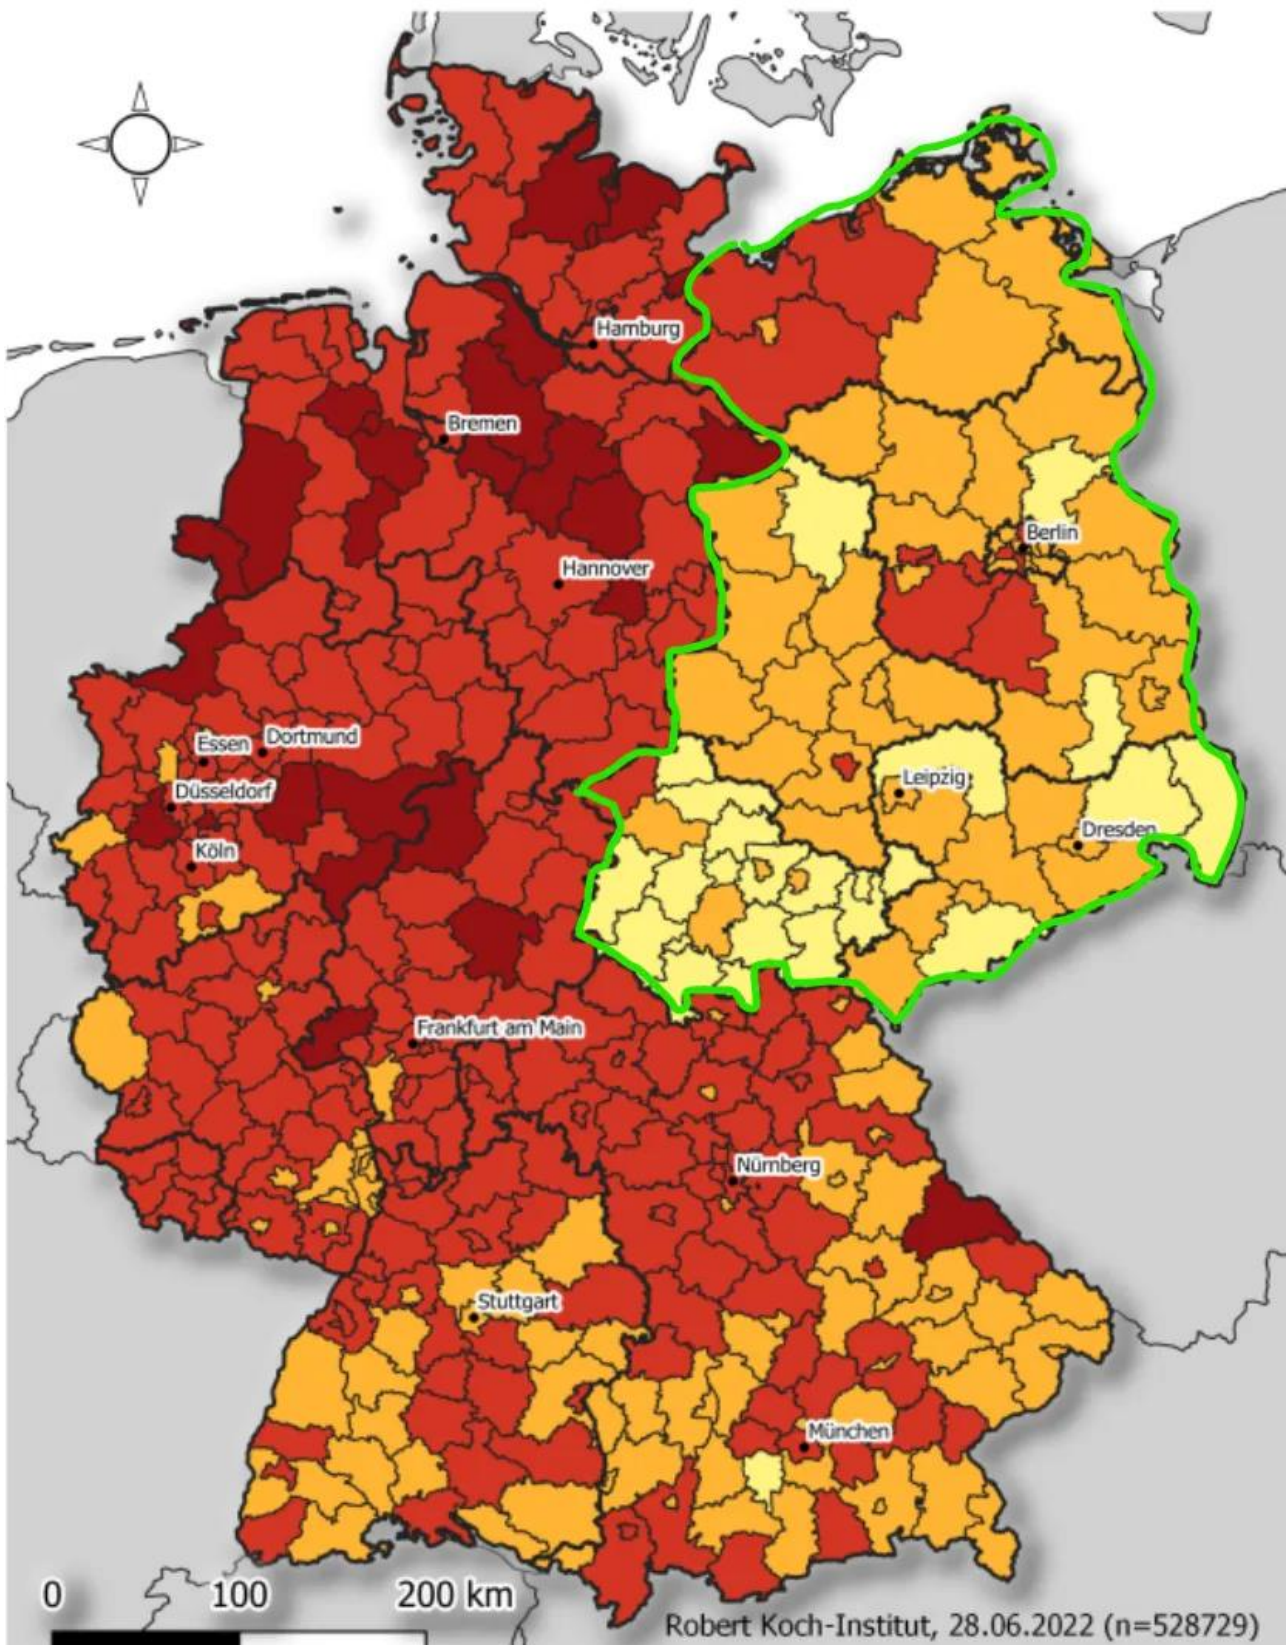 Hamburg
Bremen
Berlin
Hannover
Essen
Dortmund
Düsseldorf
Leipzig
Dresden
Köln
Frankfurt am Main
Nürnberg
Stuttgart
München
0 100 200 km
Robert Koch-Institut, 28.06.2022 (n=528729)